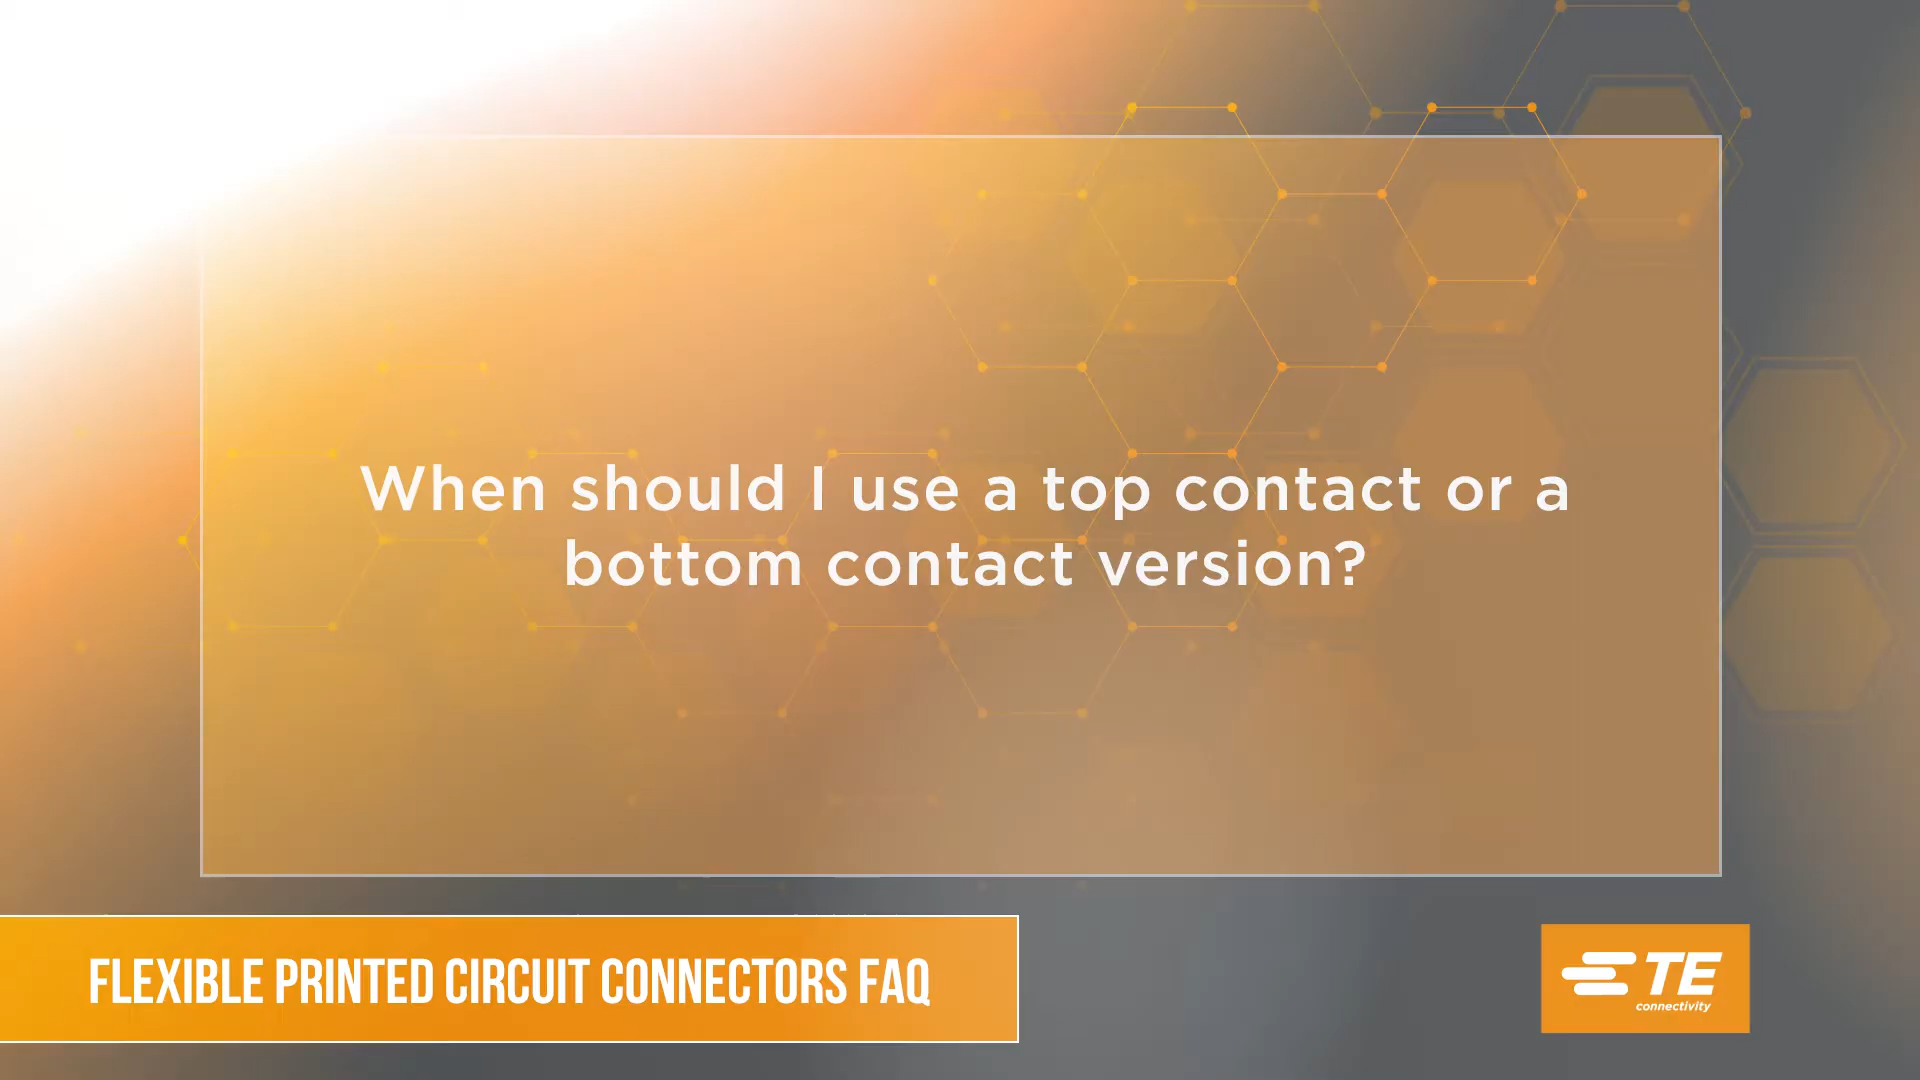 When should I use a top contact or a
bottom contact version?
FLEXIBLE PRINTED CIRCUIT CONNECTORS FAQ
TE
connectivity